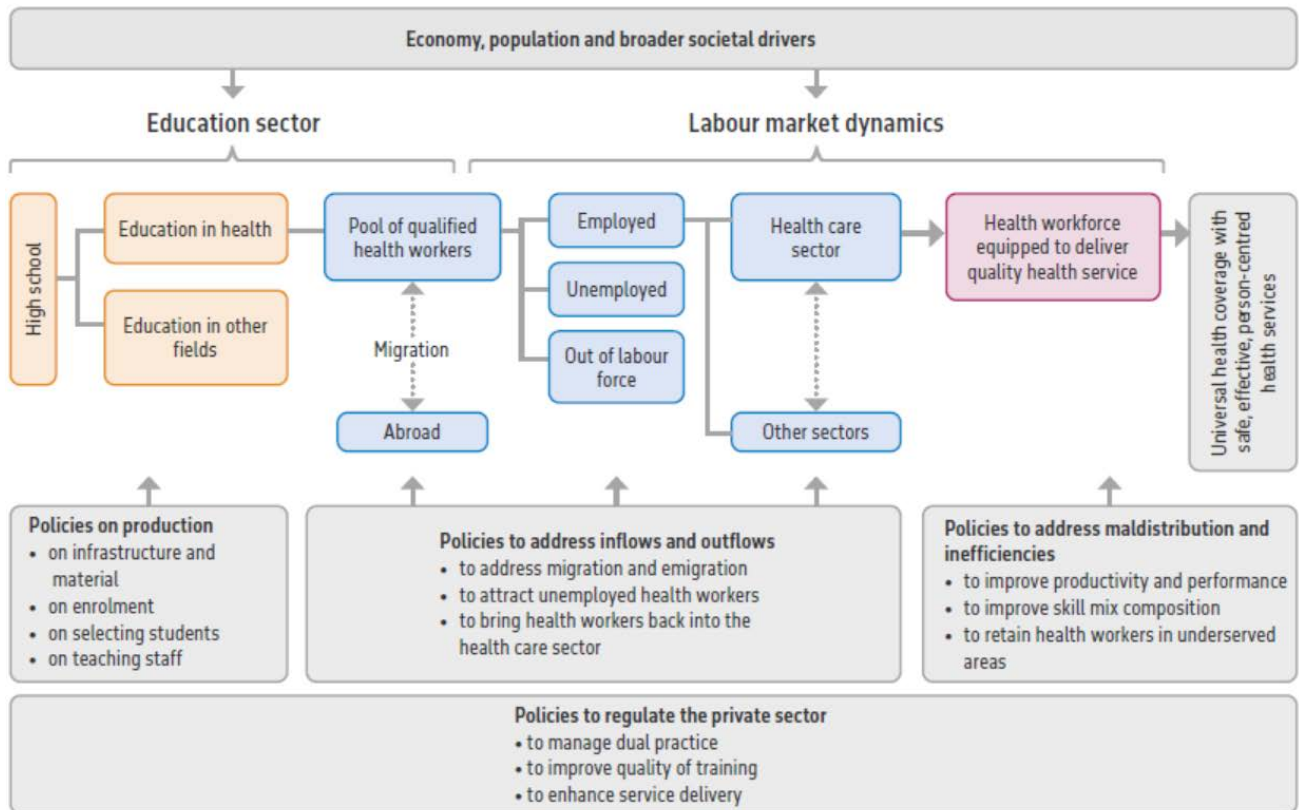 Economy, population and broader societal drivers
Education sector
Labour market dynamics
High school
Education in health
Education in other
fields
Pool of qualified
health workers
Migration
Abroad
Employed
Unemployed
Out of labour
force
Health care
sector
Other sectors
Health workforce
equipped to deliver
quality health service
Universal health coverage with
safe, effective, person-centred
health services
Policies on production
• on infrastructure and
material
• on enrolment
• on selecting students
• on teaching staff
Policies to address inflows and outflows
• to address migration and emigration
• to attract unemployed health workers
• to bring health workers back into the
health care sector
Policies to address maldistribution and
inefficiencies
• to improve productivity and performance
• to improve skill mix composition
• to retain health workers in underserved
areas
Policies to regulate the private sector
• to manage dual practice
• to improve quality of training
• to enhance service delivery